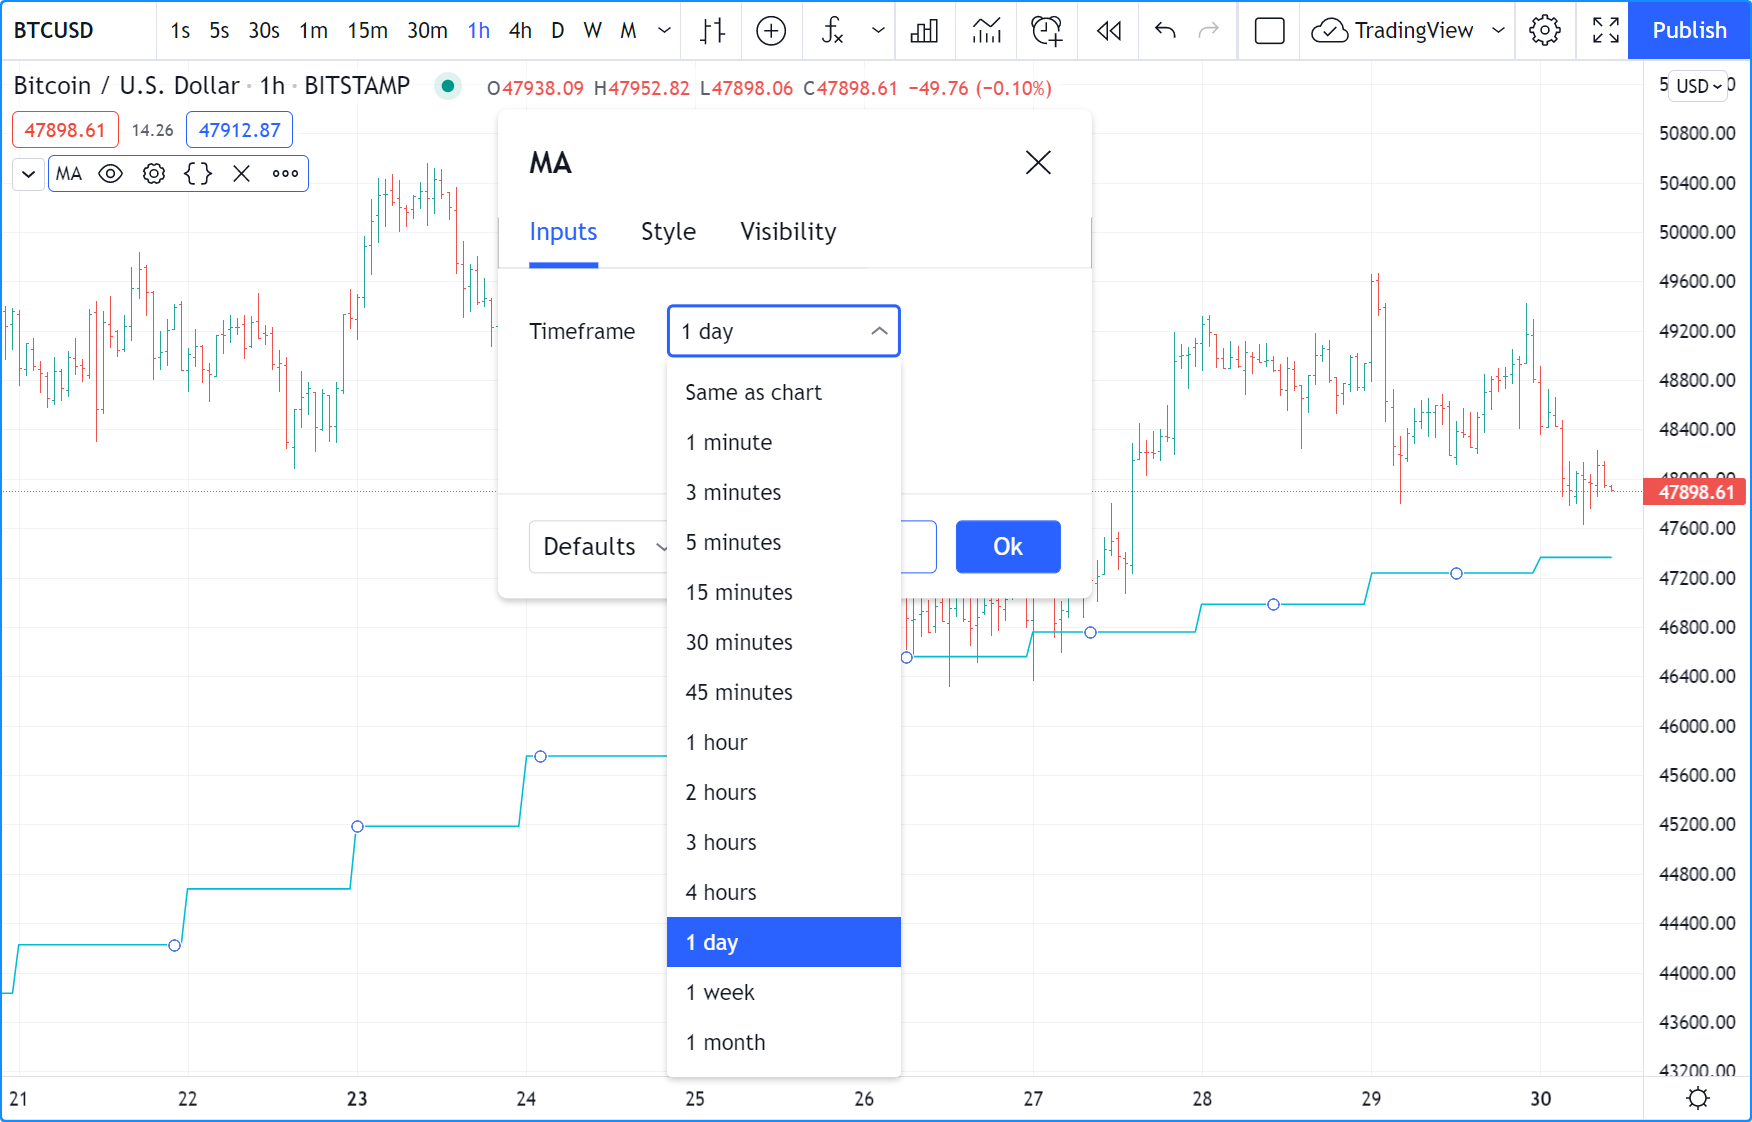 BTCUSD 1s 5s 30s 1m 15m 30m 1h 4h D W M TradingView Publish
Bitcoin / U.S. Dollar · 1h · BITSTAMP O47938.09 H47952.82 L47898.06 C47898.61 −49.76 (−0.10%)
USD
47898.61 14.26 47912.87
MA
MA
Inputs Style Visibility
Timeframe 1 day
Same as chart
1 minute
3 minutes
5 minutes
15 minutes
30 minutes
45 minutes
1 hour
2 hours
3 hours
4 hours
1 day
1 week
1 month
Defaults Ok
50800.00
50400.00
50000.00
49600.00
49200.00
48800.00
48400.00
48000.00
47898.61
47600.00
47200.00
46800.00
46400.00
46000.00
45600.00
45200.00
44800.00
44400.00
44000.00
43600.00
43200.00
21 22 23 24 25 26 27 28 29 30